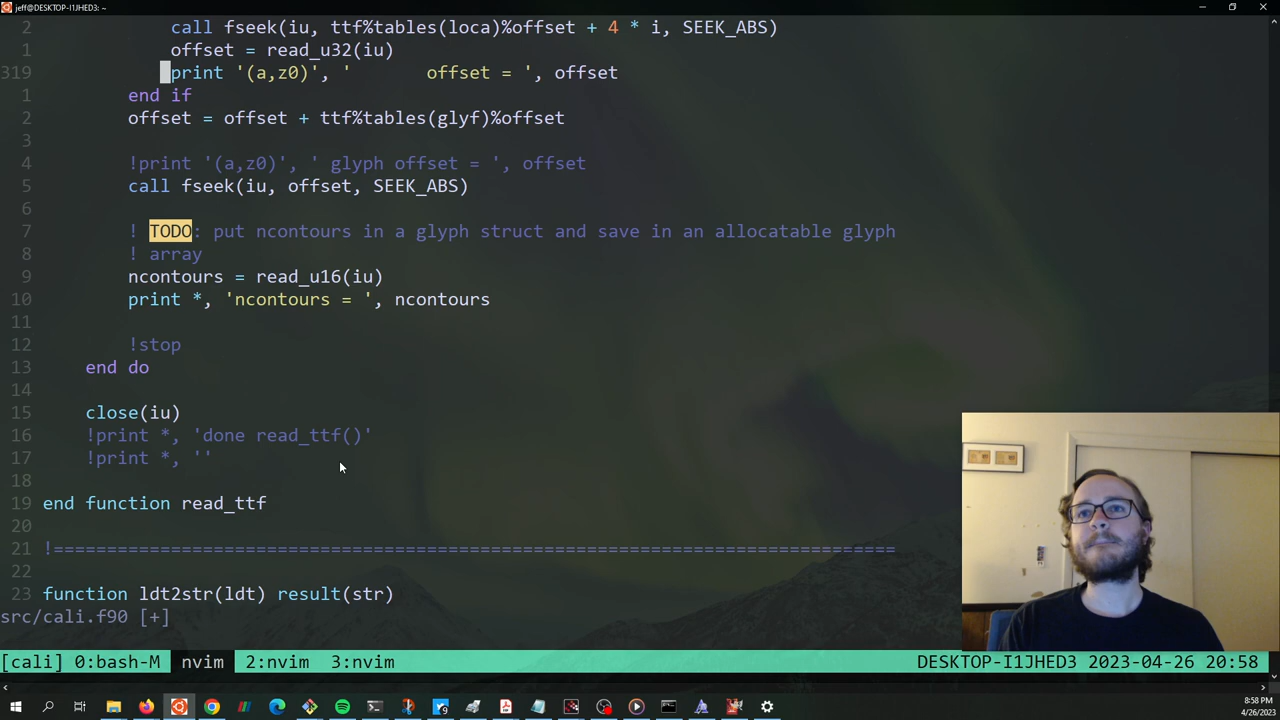 jeff@DESKTOP-I1JHED3: ~
2 call fseek(iu, ttf%tables(loca)%offset + 4 * i, SEEK_ABS)
1 offset = read_u32(iu)
319 print '(a,z0)', '       offset = ', offset
1 end if
2 offset = offset + ttf%tables(glyf)%offset
3
4 !print '(a,z0)', ' glyph offset = ', offset
5 call fseek(iu, offset, SEEK_ABS)
6
7 ! TODO: put ncontours in a glyph struct and save in an allocatable glyph
8 ! array
9 ncontours = read_u16(iu)
10 print *, 'ncontours = ', ncontours
11
12 !stop
13 end do
14
15 close(iu)
16 !print *, 'done read_ttf()'
17 !print *, ''
18
19 end function read_ttf
20
21 !===============================================================================
22
23 function ldt2str(ldt) result(str)
src/cali.f90 [+]
[cali] 0:bash-M nvim 2:nvim 3:nvim DESKTOP-I1JHED3 2023-04-26 20:58
8:58 PM
4/26/2023